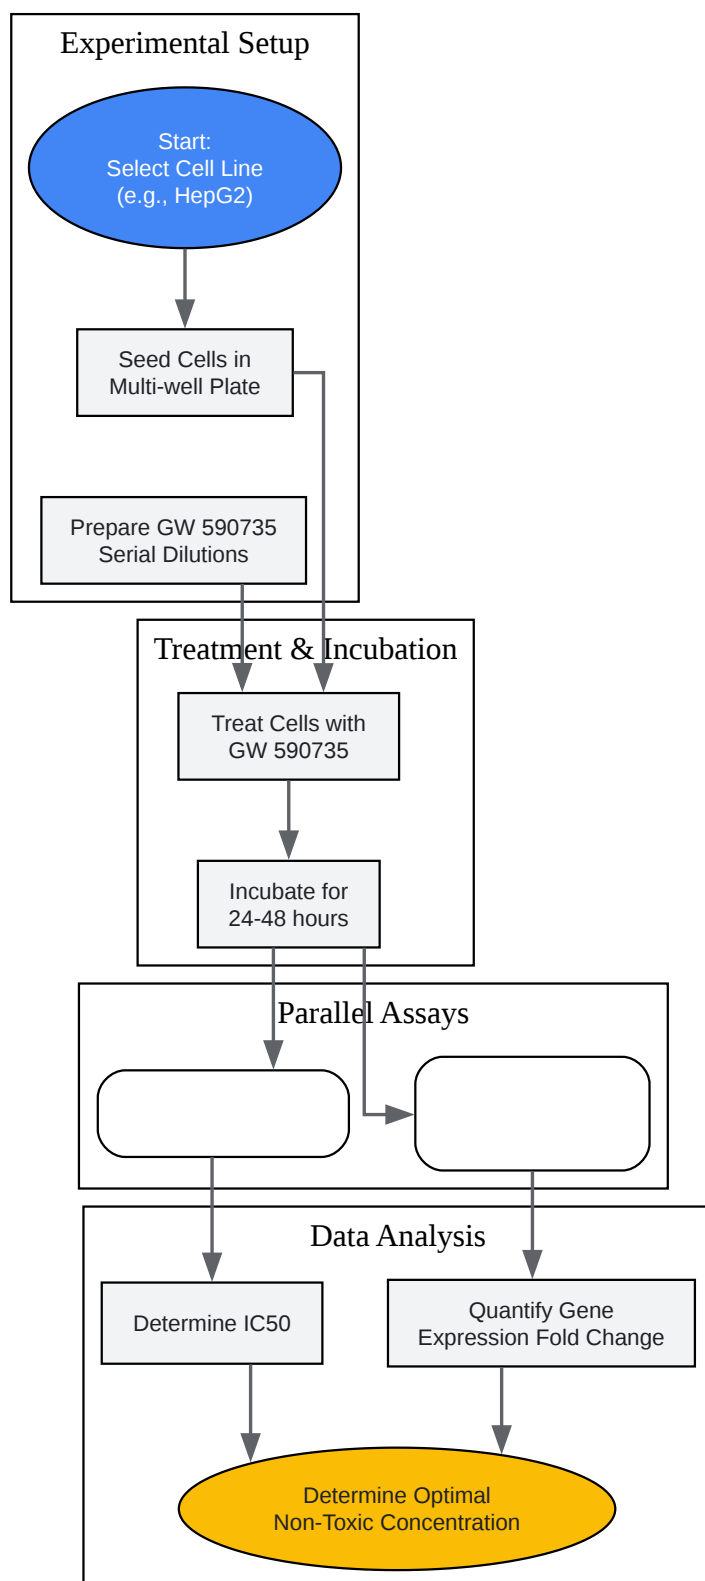 Experimental Setup
Start:
Select Cell Line
(e.g., HepG2)
Seed Cells in
Multi-well Plate
Prepare GW 590735
Serial Dilutions
Treatment & Incubation
Treat Cells with
GW 590735
Incubate for
24-48 hours
Parallel Assays
Data Analysis
Determine IC50
Quantify Gene
Expression Fold Change
Determine Optimal
Non-Toxic Concentration